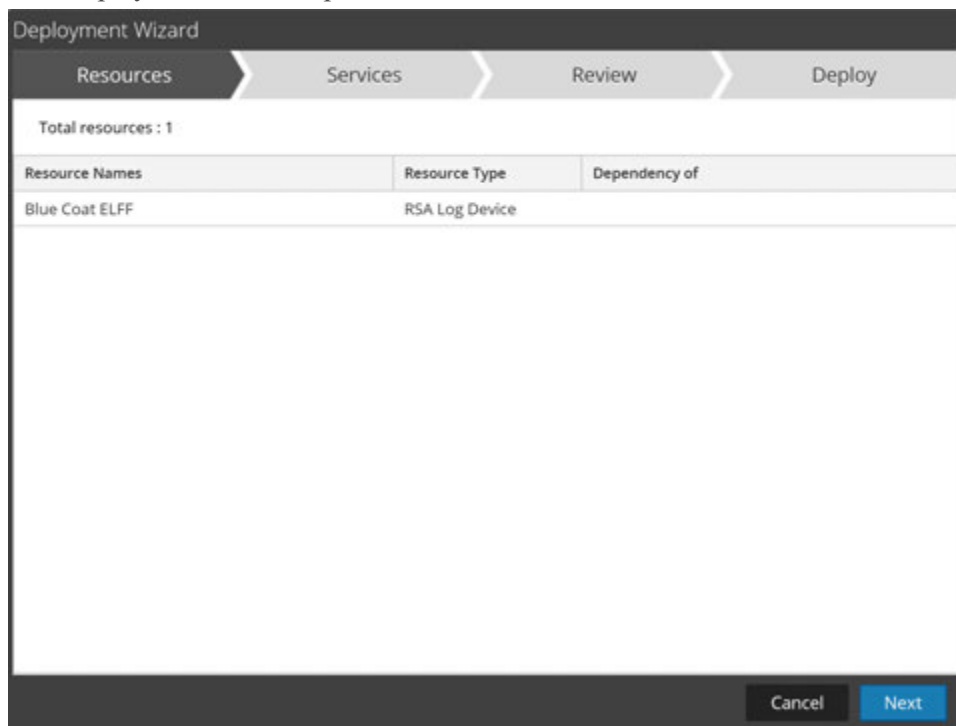 Deployment Wizard
Resources Services Review Deploy
Total resources : 1
Resource Names Resource Type Dependency of
Blue Coat ELFF RSA Log Device
Cancel Next